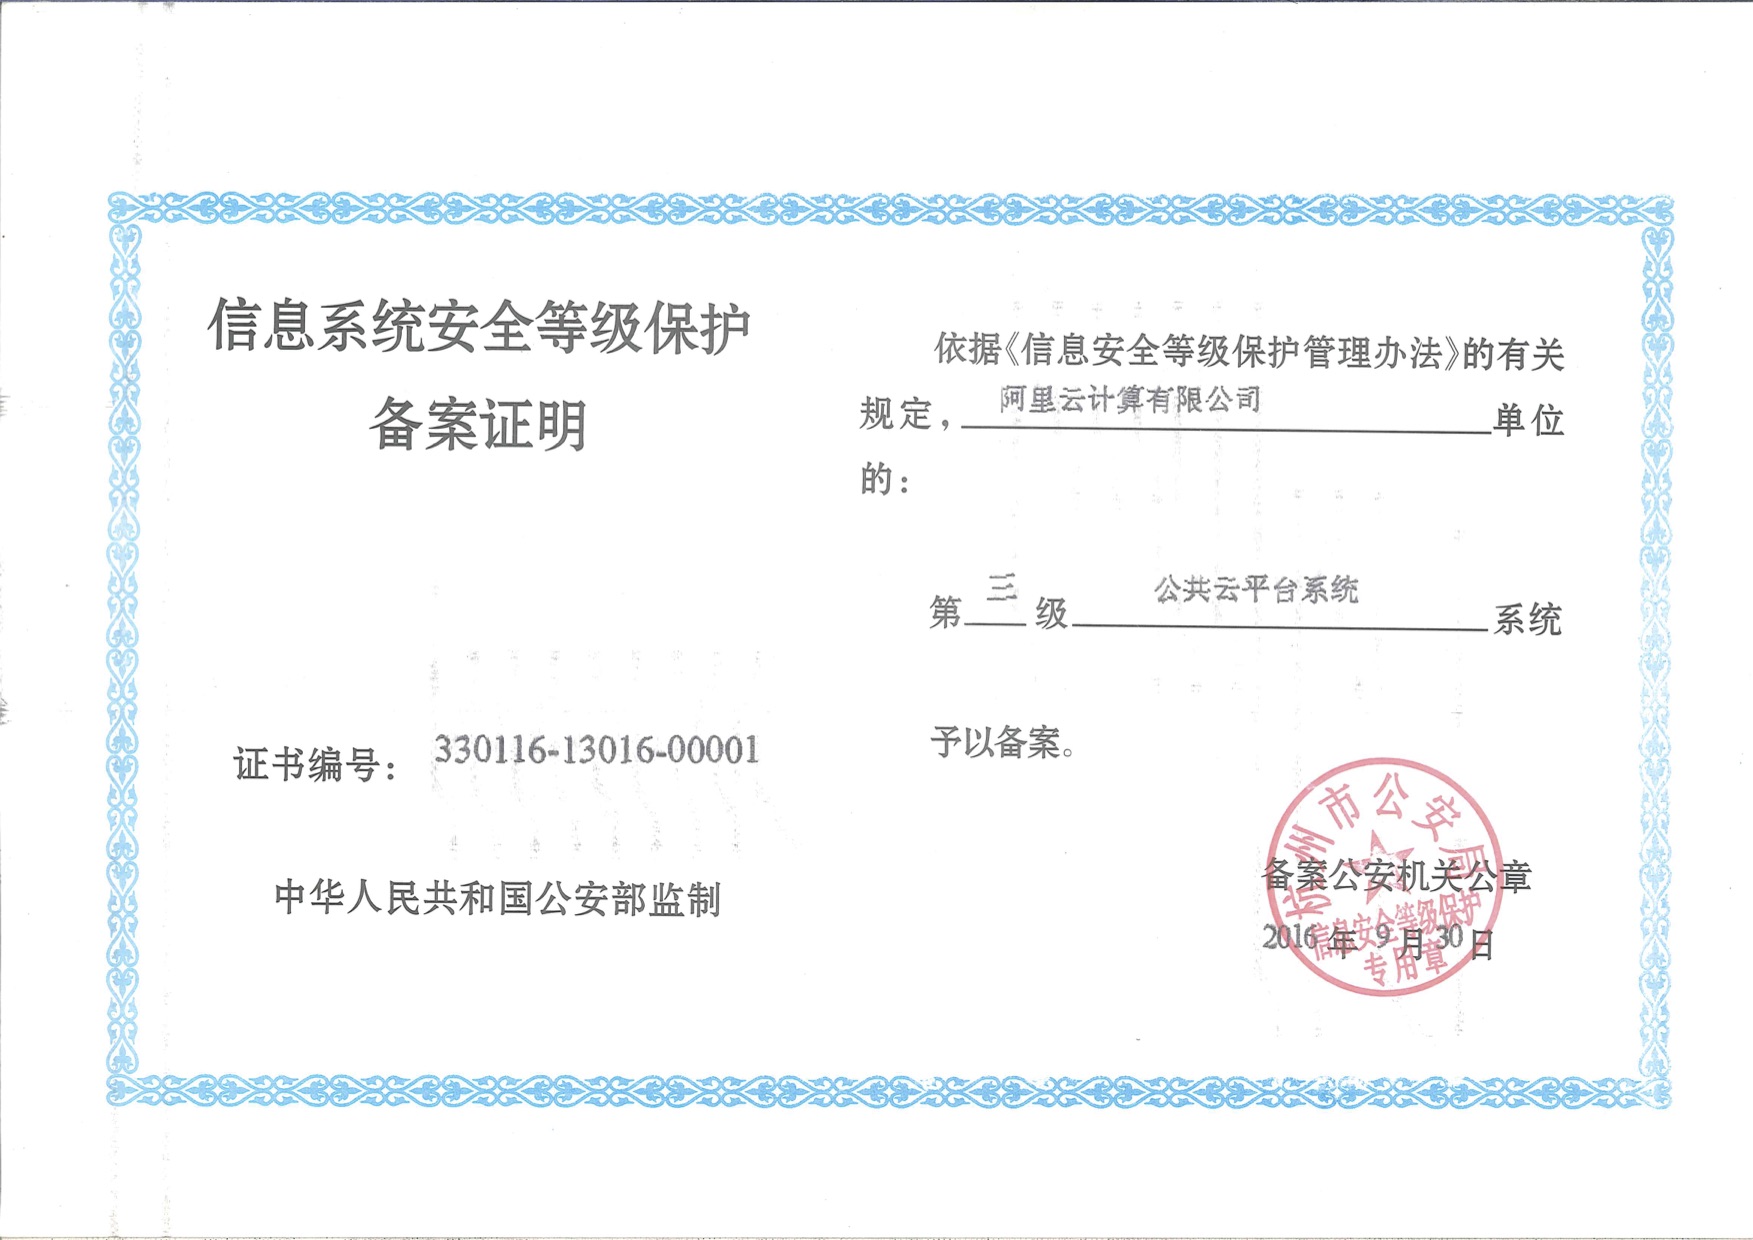 信息系统安全等级保护
备案证明
证书编号: 330116-13016-00001
中华人民共和国公安部监制
依据《信息安全等级保护管理办法》的有关
规定，阿里云计算有限公司单位
的:
第三级公共云平台系统系统
予以备案。
备案公安机关公章
2016年9月30日
杭州市公安局
信息安全等级保护
专用章